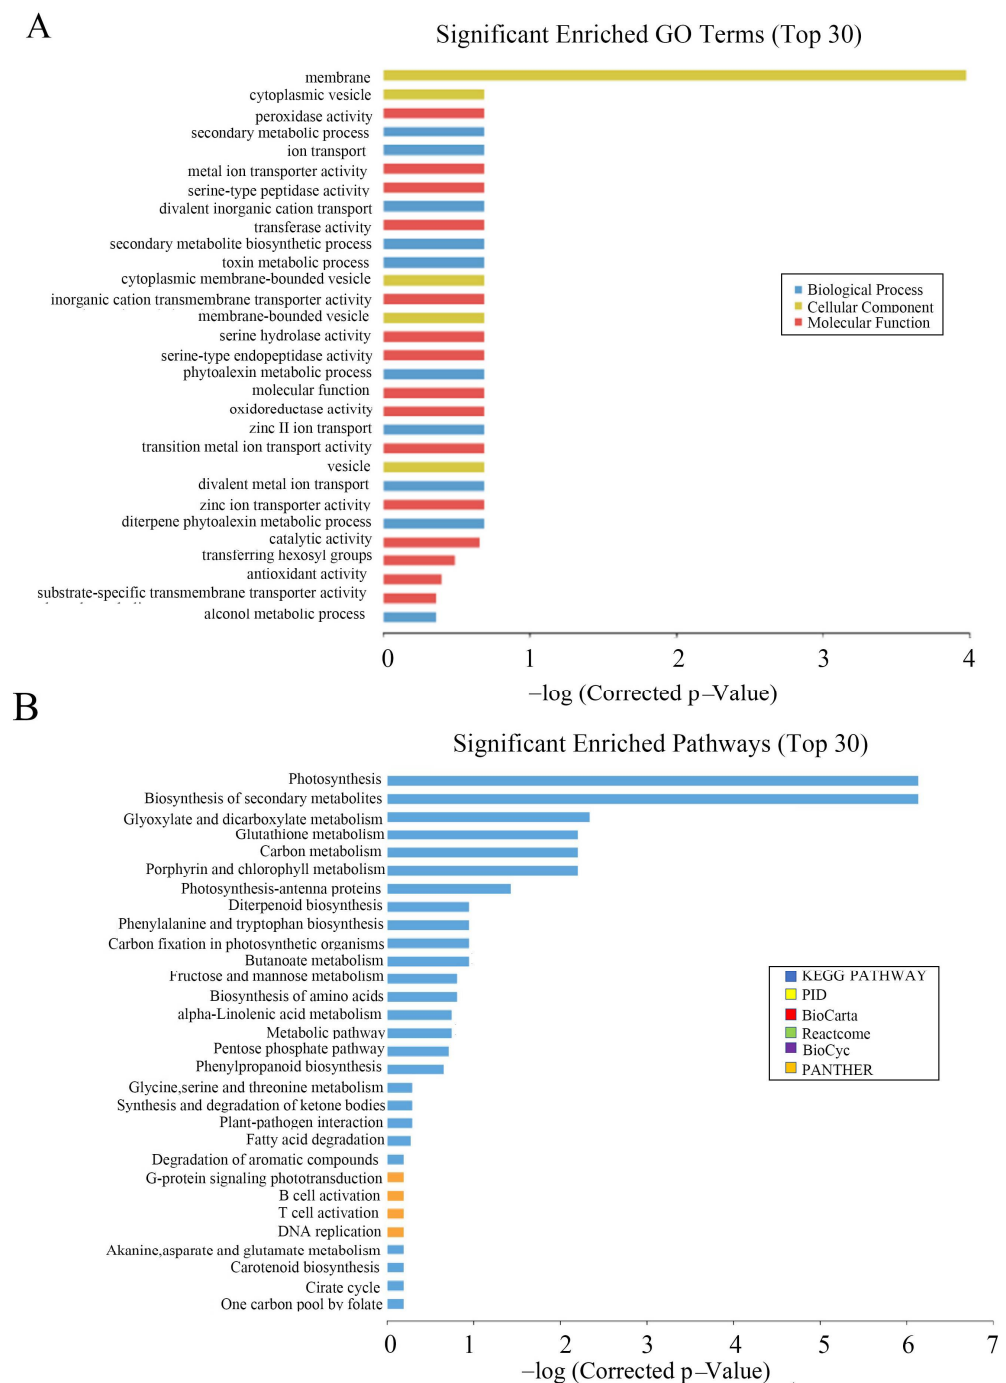 A
Significant Enriched GO Terms (Top 30)
membrane
cytoplasmic vesicle
peroxidase activity
secondary metabolic process
ion transport
metal ion transporter activity
serine-type peptidase activity
divalent inorganic cation transport
transferase activity
secondary metabolite biosynthetic process
toxin metabolic process
cytoplasmic membrane-bounded vesicle
inorganic cation transmembrane transporter activity
membrane-bounded vesicle
serine hydrolase activity
serine-type endopeptidase activity
phytoalexin metabolic process
molecular function
oxidoreductase activity
zinc II ion transport
transition metal ion transport activity
vesicle
divalent metal ion transport
zinc ion transporter activity
diterpene phytoalexin metabolic process
catalytic activity
transferring hexosyl groups
antioxidant activity
substrate-specific transmembrane transporter activity
alconol metabolic process
Biological Process
Cellular Component
Molecular Function
0 1 2 3 4
−log (Corrected p−Value)
B
Significant Enriched Pathways (Top 30)
Photosynthesis
Biosynthesis of secondary metabolites
Glyoxylate and dicarboxylate metabolism
Glutathione metabolism
Carbon metabolism
Porphyrin and chlorophyll metabolism
Photosynthesis-antenna proteins
Diterpenoid biosynthesis
Phenylalanine and tryptophan biosynthesis
Carbon fixation in photosynthetic organisms
Butanoate metabolism
Fructose and mannose metabolism
Biosynthesis of amino acids
alpha-Linolenic acid metabolism
Metabolic pathway
Pentose phosphate pathway
Phenylpropanoid biosynthesis
Glycine,serine and threonine metabolism
Synthesis and degradation of ketone bodies
Plant-pathogen interaction
Fatty acid degradation
Degradation of aromatic compounds
G-protein signaling phototransduction
B cell activation
T cell activation
DNA replication
Akanine,asparate and glutamate metabolism
Carotenoid biosynthesis
Cirate cycle
One carbon pool by folate
KEGG PATHWAY
PID
BioCarta
Reactcome
BioCyc
PANTHER
0 1 2 3 4 5 6 7
−log (Corrected p−Value)